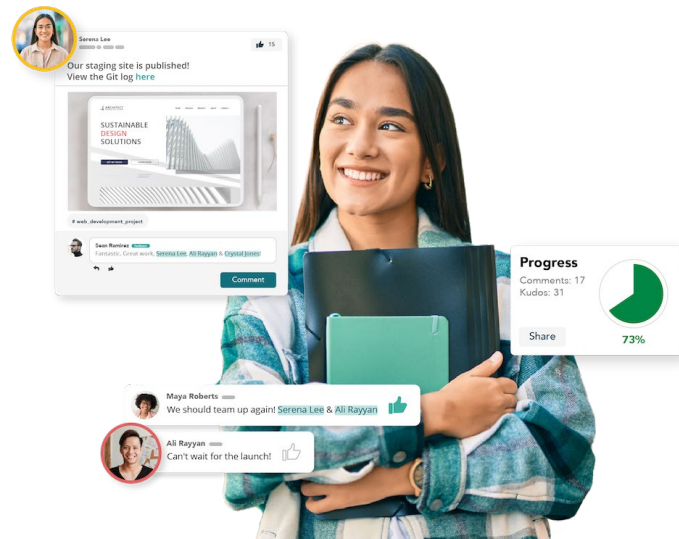 Serena Lee
15
Our staging site is published!
View the Git log here
ARCHITECT
SUSTAINABLE
DESIGN
SOLUTIONS
# web_development_project
Sean Ramirez
Fantastic, Great work, Serena Lee, Ali Rayyan & Crystal Jones!
Comment
Progress
Comments: 17
Kudos: 31
Share
73%
Maya Roberts
We should team up again! Serena Lee & Ali Rayyan
Ali Rayyan
Can't wait for the launch!